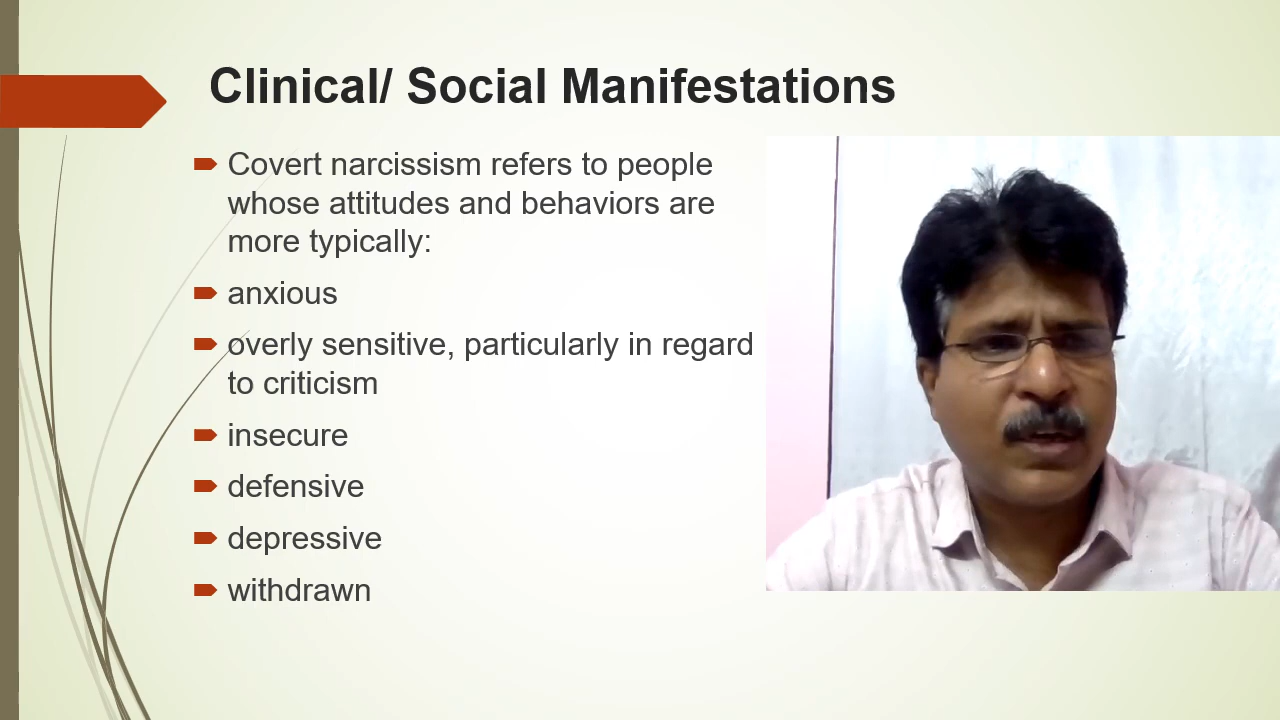 Clinical/ Social Manifestations
Covert narcissism refers to people
whose attitudes and behaviors are
more typically:
anxious
overly sensitive, particularly in regard
to criticism
insecure
defensive
depressive
withdrawn